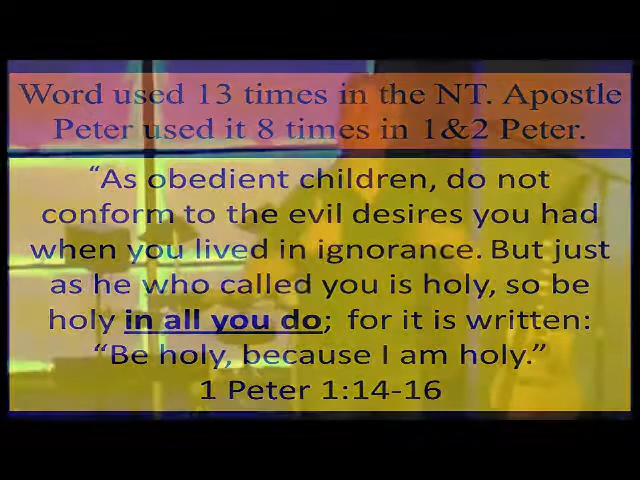 Word used 13 times in the NT. Apostle
Peter used it 8 times in 1&2 Peter.
“As obedient children, do not
conform to the evil desires you had
when you lived in ignorance. But just
as he who called you is holy, so be
holy in all you do; for it is written:
“Be holy, because I am holy.”
1 Peter 1:14-16